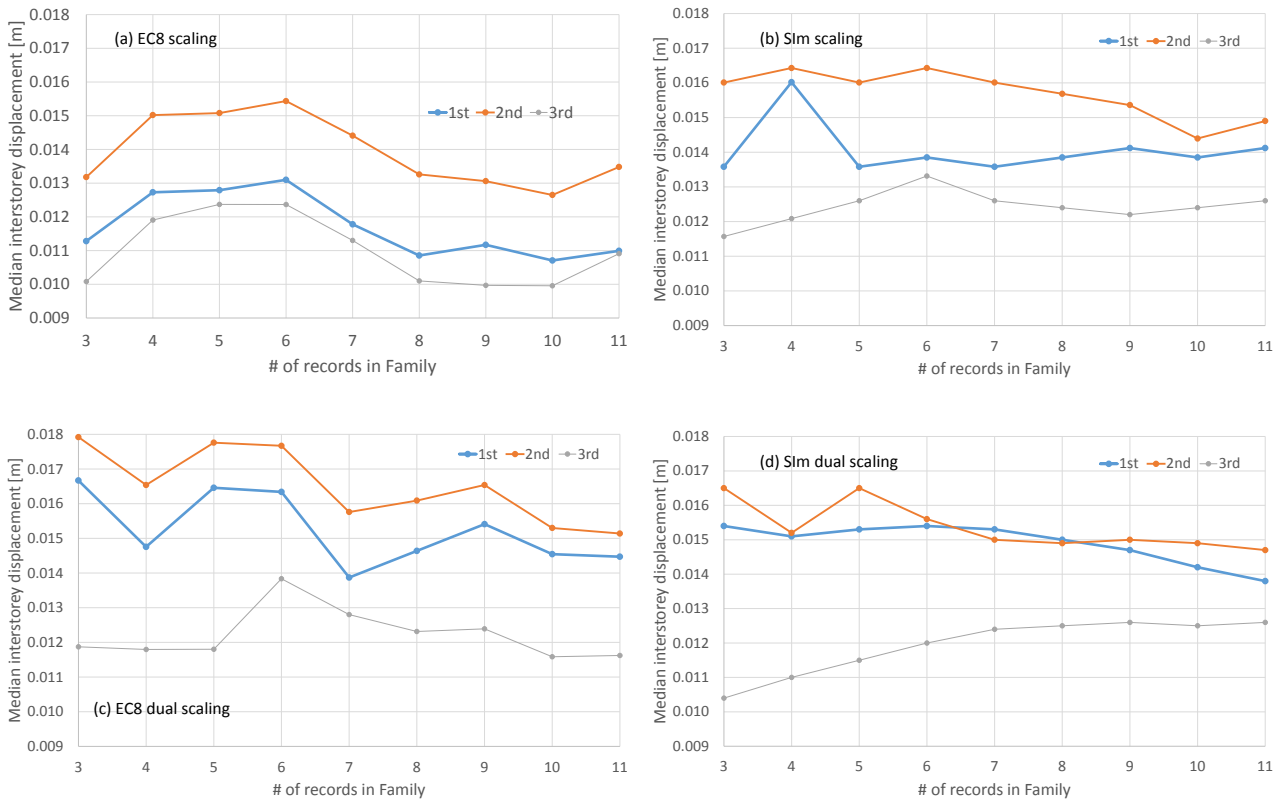 (a) EC8 scaling
1st 2nd 3rd
Median interstorey displacement [m]
0.018
0.017
0.016
0.015
0.014
0.013
0.012
0.011
0.010
0.009
3 4 5 6 7 8 9 10 11
# of records in Family
(b) SIm scaling
1st 2nd 3rd
Median interstorey displacement [m]
0.018
0.017
0.016
0.015
0.014
0.013
0.012
0.011
0.010
0.009
3 4 5 6 7 8 9 10 11
# of records in Family
(c) EC8 dual scaling
1st 2nd 3rd
Median interstorey displacement [m]
0.018
0.017
0.016
0.015
0.014
0.013
0.012
0.011
0.010
0.009
3 4 5 6 7 8 9 10 11
# of records in Family
(d) SIm dual scaling
1st 2nd 3rd
Median interstorey displacement [m]
0.018
0.017
0.016
0.015
0.014
0.013
0.012
0.011
0.010
0.009
3 4 5 6 7 8 9 10 11
# of records in Family